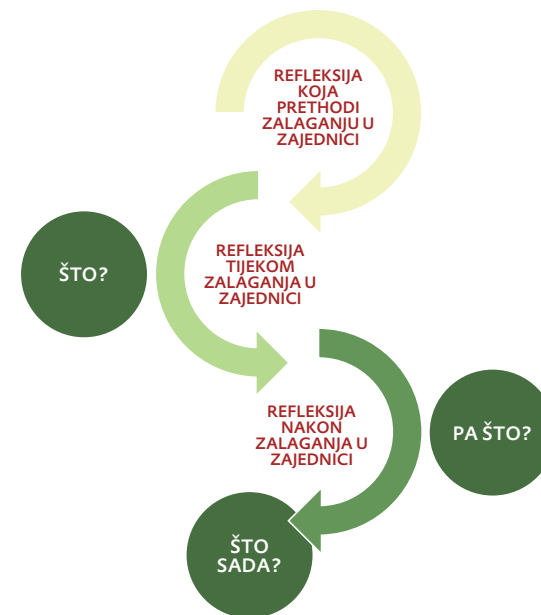 REFLEKSIJA
KOJA
PRETHODI
ZALAGANJU U
ZAJEDNICI
ŠTO?
REFLEKSIJA
TIJEKOM
ZALAGANJA U
ZAJEDNICI
REFLEKSIJA
NAKON
ZALAGANJA U
ZAJEDNICI
PA ŠTO?
ŠTO
SADA?